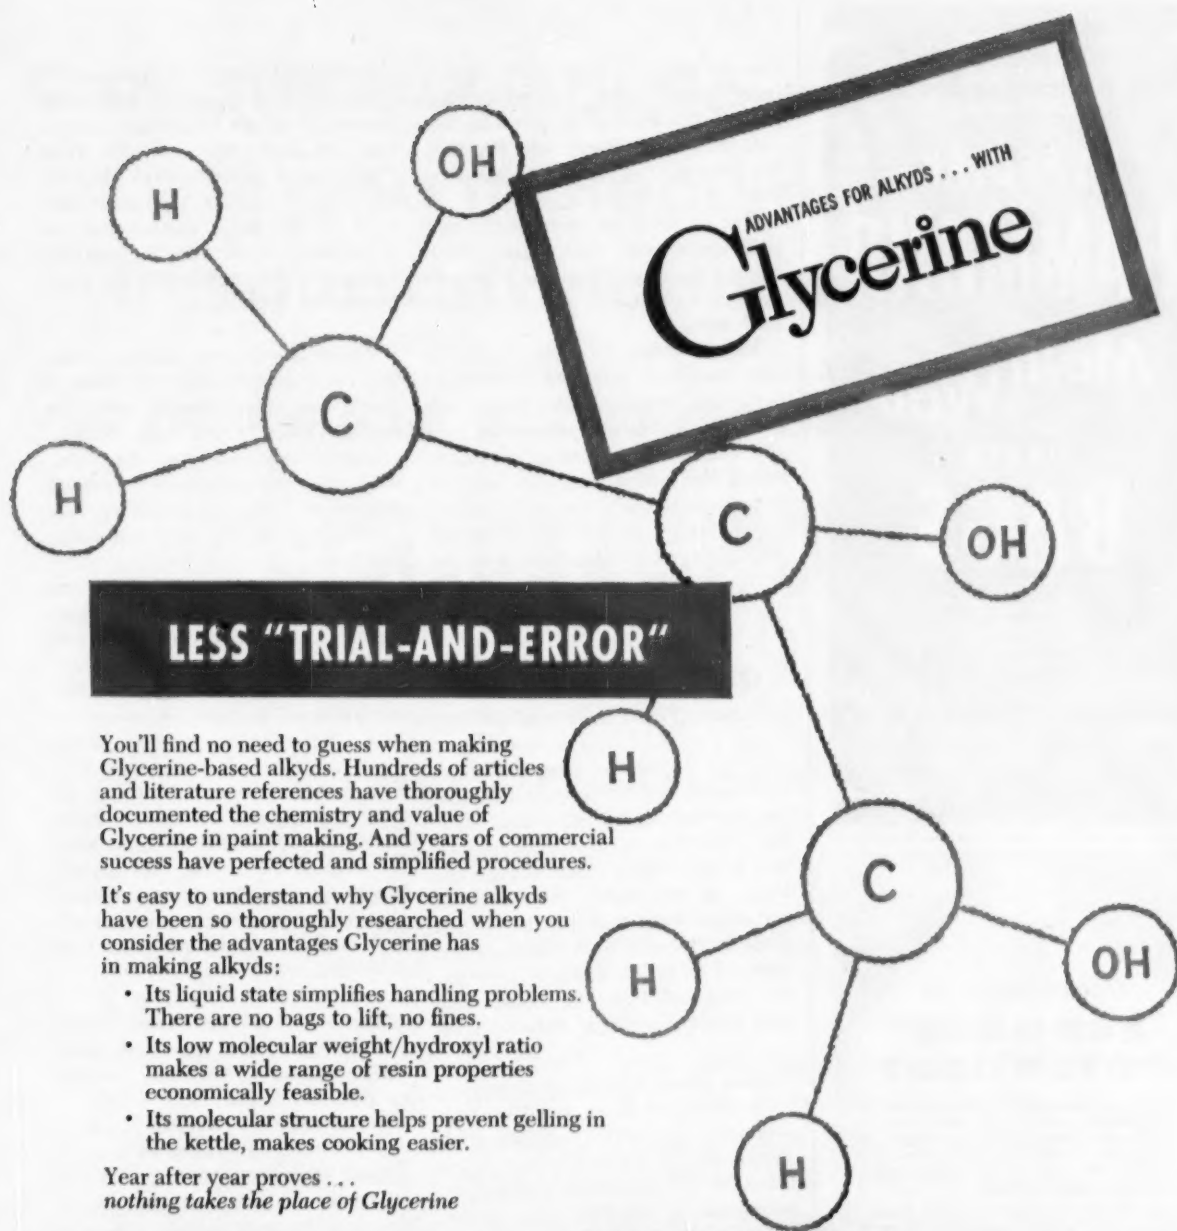 H
OH
ADVANTAGES FOR ALKYDS . . . WITH
Glycerine
C
H
C
OH
LESS "TRIAL-AND-ERROR"
H
You'll find no need to guess when making
Glycerine-based alkyds. Hundreds of articles
and literature references have thoroughly
documented the chemistry and value of
Glycerine in paint making. And years of commercial
success have perfected and simplified procedures.
It's easy to understand why Glycerine alkyds
have been so thoroughly researched when you
consider the advantages Glycerine has
in making alkyds:
• Its liquid state simplifies handling problems.
There are no bags to lift, no fines.
• Its low molecular weight/hydroxyl ratio
makes a wide range of resin properties
economically feasible.
• Its molecular structure helps prevent gelling in
the kettle, makes cooking easier.
Year after year proves . . .
nothing takes the place of Glycerine
C
H
OH
H